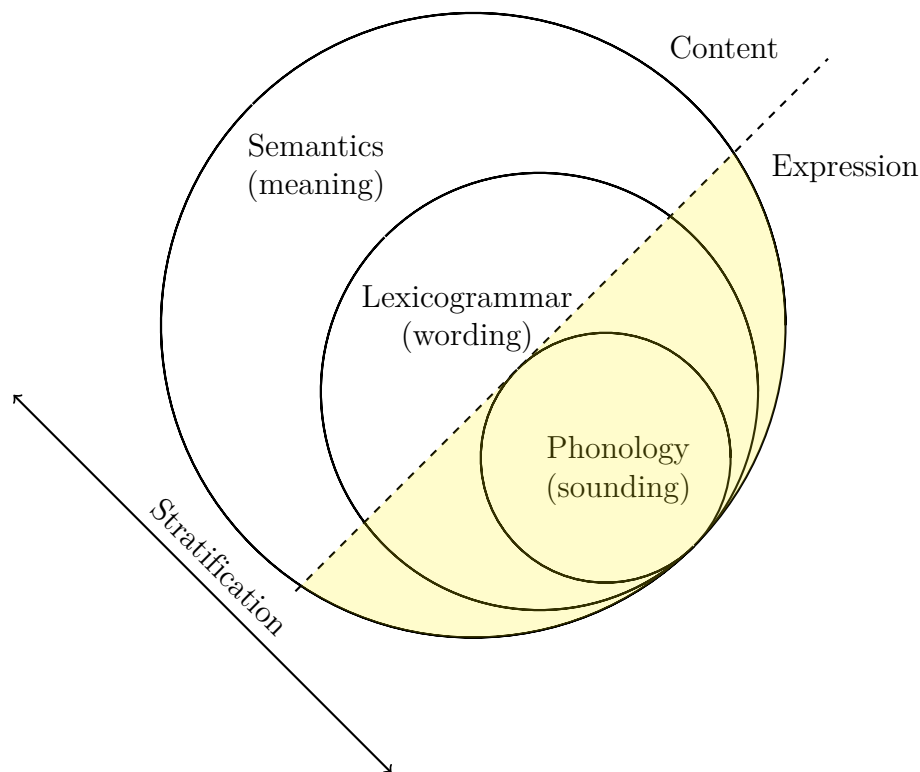 Content
Semantics
(meaning)
Expression
Lexicogrammar
(wording)
Phonology
(sounding)
Stratification